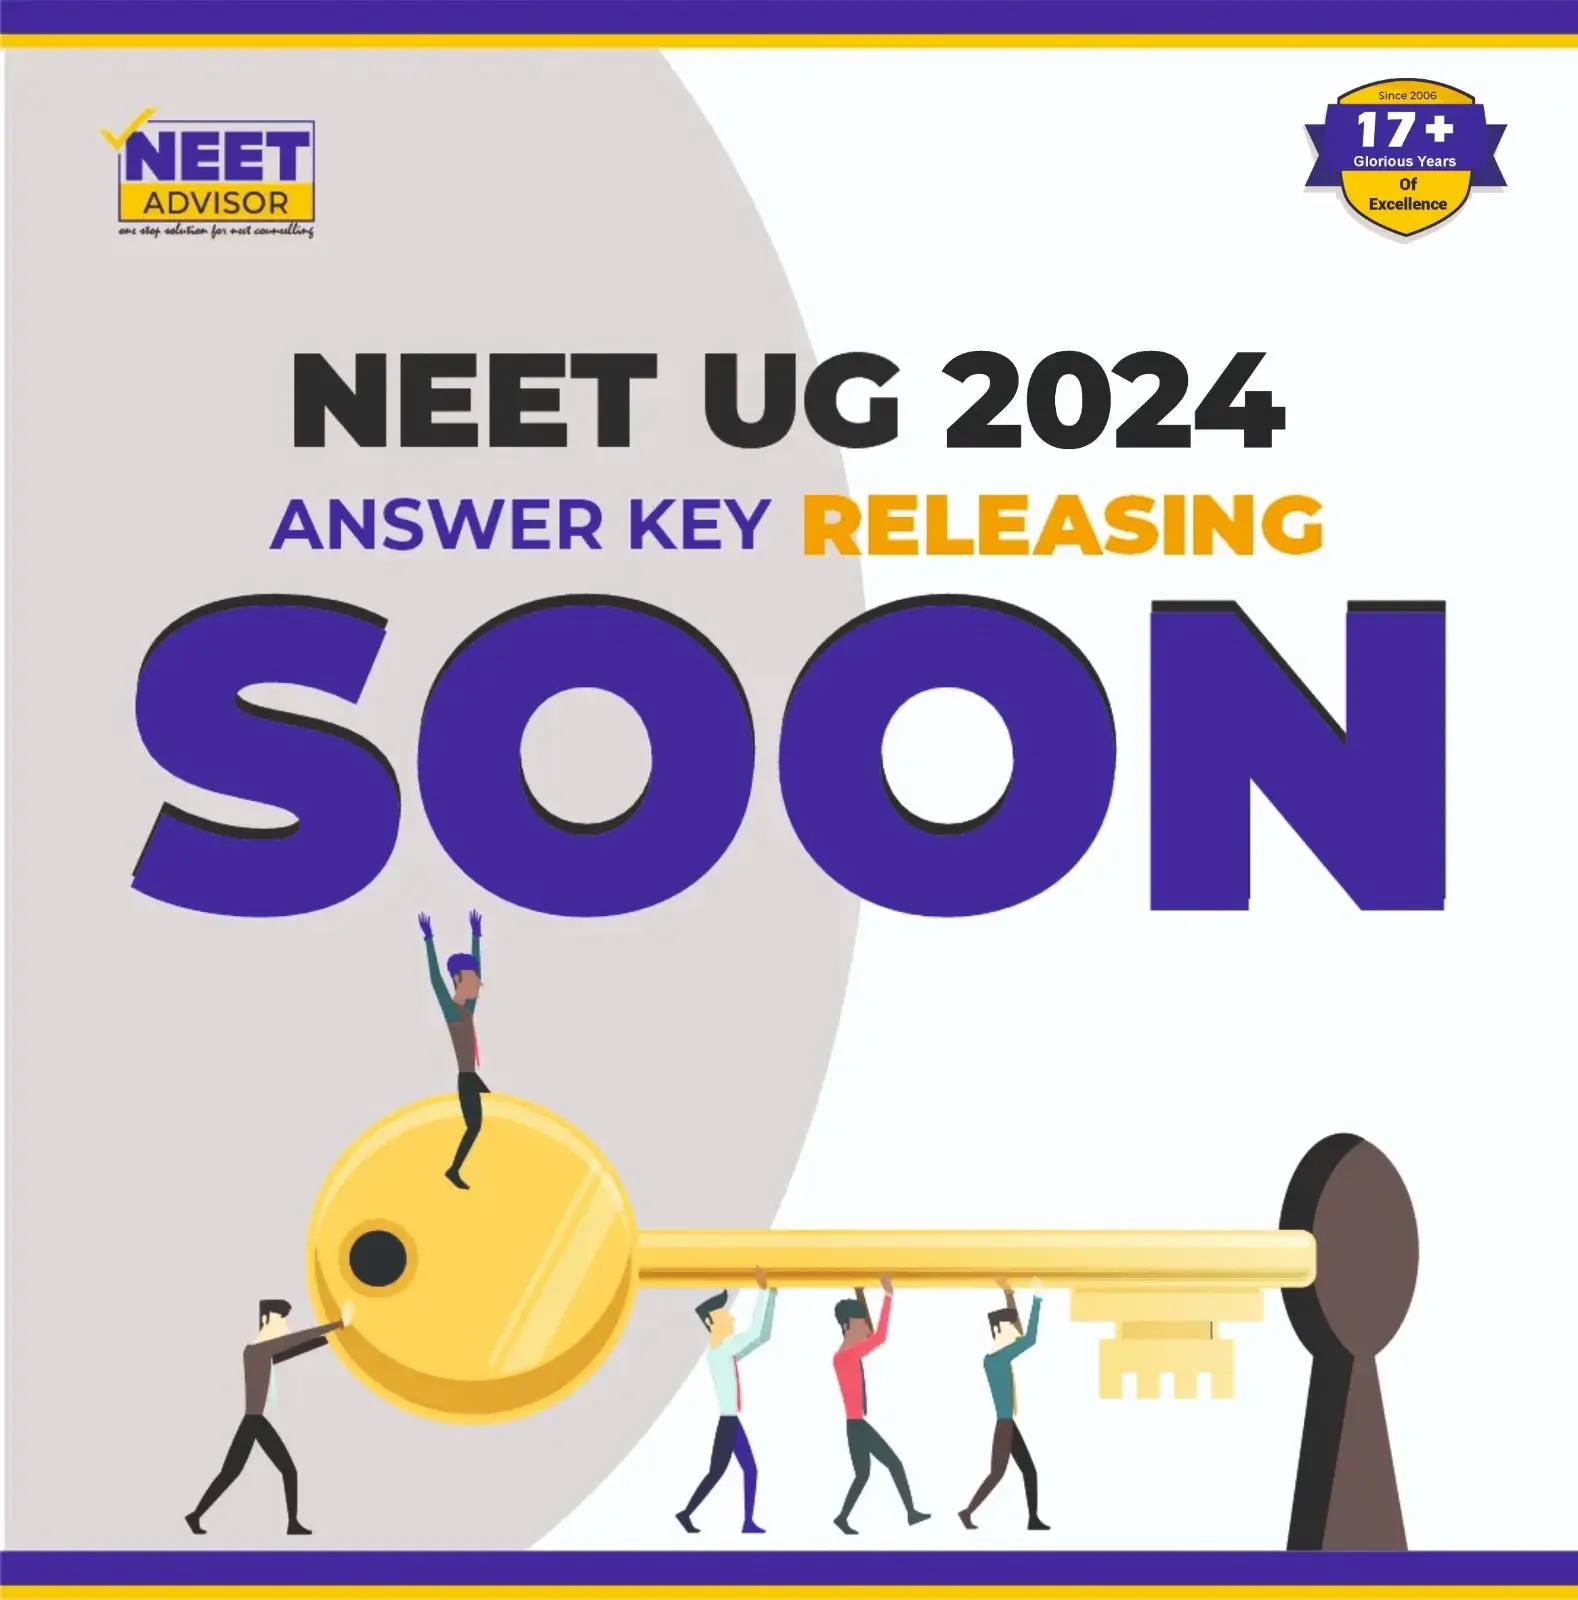 NEET
ADVISOR
one stop solution for neet counselling
Since 2006
17+
Glorious Years
Of
Excellence
NEET UG 2024
ANSWER KEY RELEASING
SOON